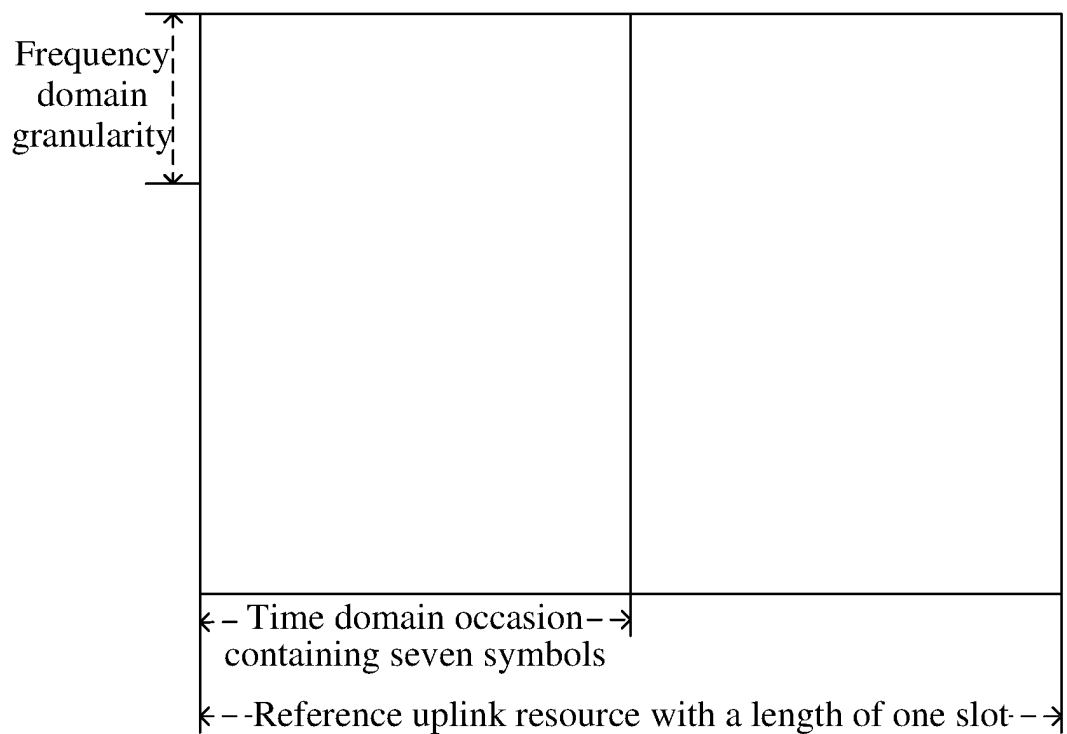 Frequency
domain
granularity
Time domain occasion
containing seven symbols
Reference uplink resource with a length of one slot